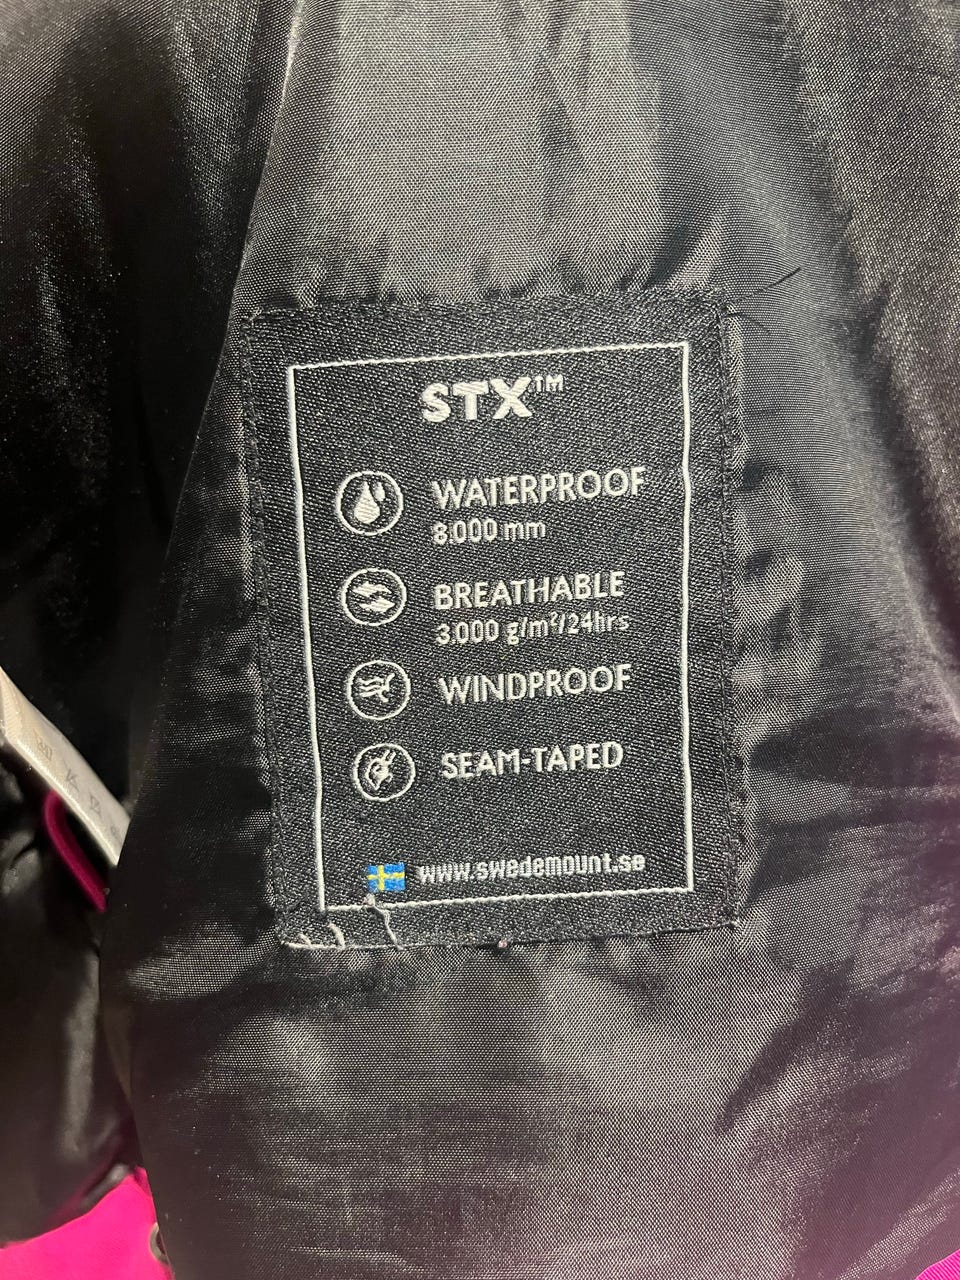 STX™
WATERPROOF
8.000 mm
BREATHABLE
3.000 g/m²/24hrs
WINDPROOF
SEAM-TAPED
www.swedemount.se